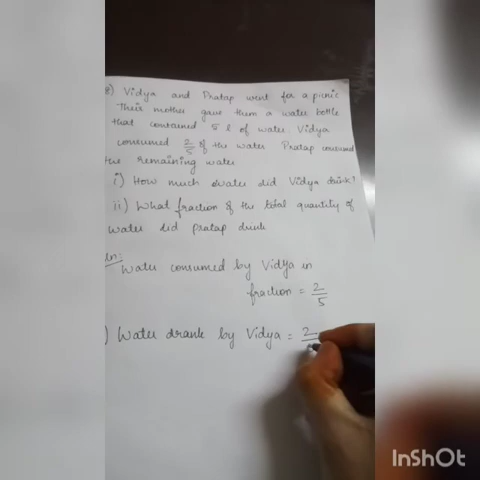 8) Vidya and Pratap went for a picnic
Their mother gave them a water bottle
that contained 5 l of water. Vidya
consumed 2/5 of the water Pratap consumed
the remaining water
i) How much water did Vidya drink?
ii) What fraction of the total quantity of
water did pratap drink
Water consumed by Vidya in
fraction = 2/5
) Water drank by Vidya = 2/
InShOt